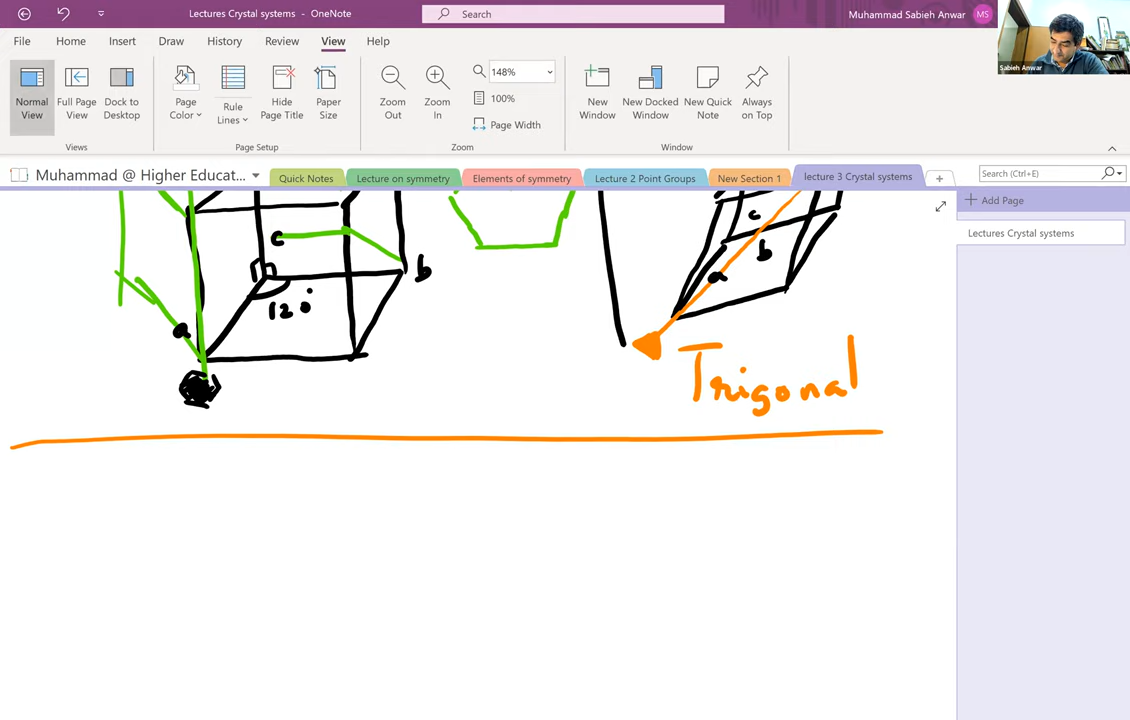 Lectures Crystal systems - OneNote
Search
Muhammad Sabieh Anwar
MS
Sabieh Anwar
File
Home
Insert
Draw
History
Review
View
Help
Normal View
Full Page View
Dock to Desktop
Page Color
Rule Lines
Hide Page Title
Paper Size
Zoom Out
Zoom In
148%
100%
Page Width
New Window
New Docked Window
New Quick Note
Always on Top
Views
Page Setup
Zoom
Window
Muhammad @ Higher Educat...
Quick Notes
Lecture on symmetry
Elements of symmetry
Lecture 2 Point Groups
New Section 1
lecture 3 Crystal systems
Search (Ctrl+E)
Add Page
Lectures Crystal systems
c
b
a
120°
c
b
a
Trigonal